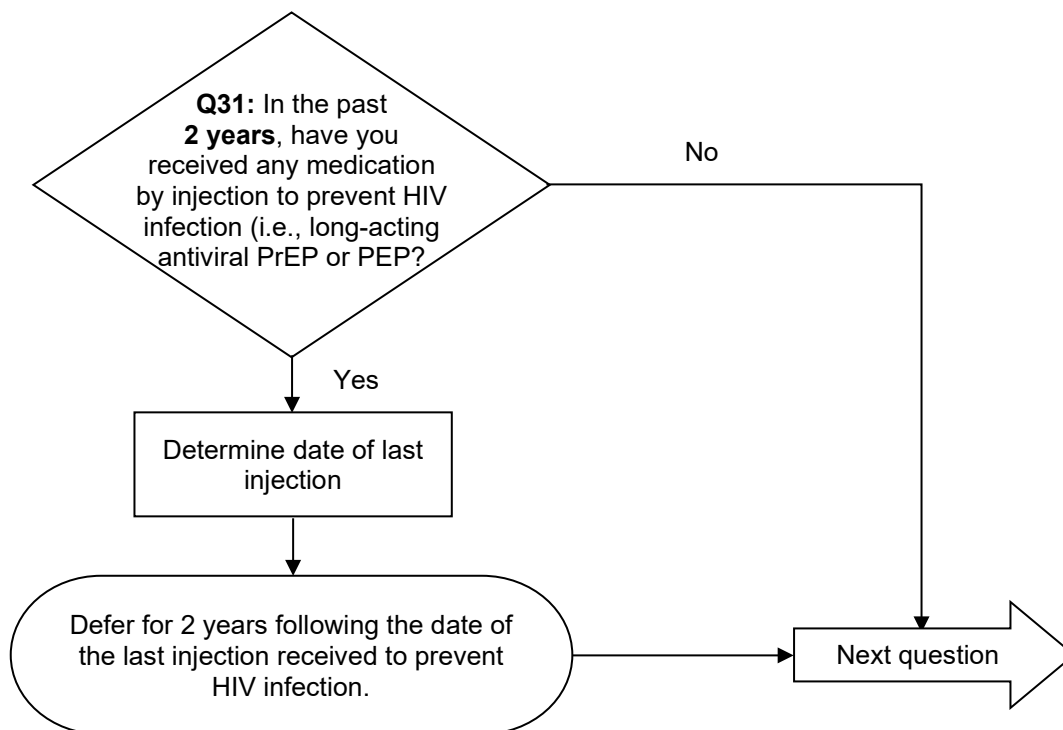 Q31: In the past
2 years, have you
received any medication
by injection to prevent HIV
infection (i.e., long-acting
antiviral PrEP or PEP?
No
Yes
Determine date of last
injection
Defer for 2 years following the date of
the last injection received to prevent
HIV infection.
Next question